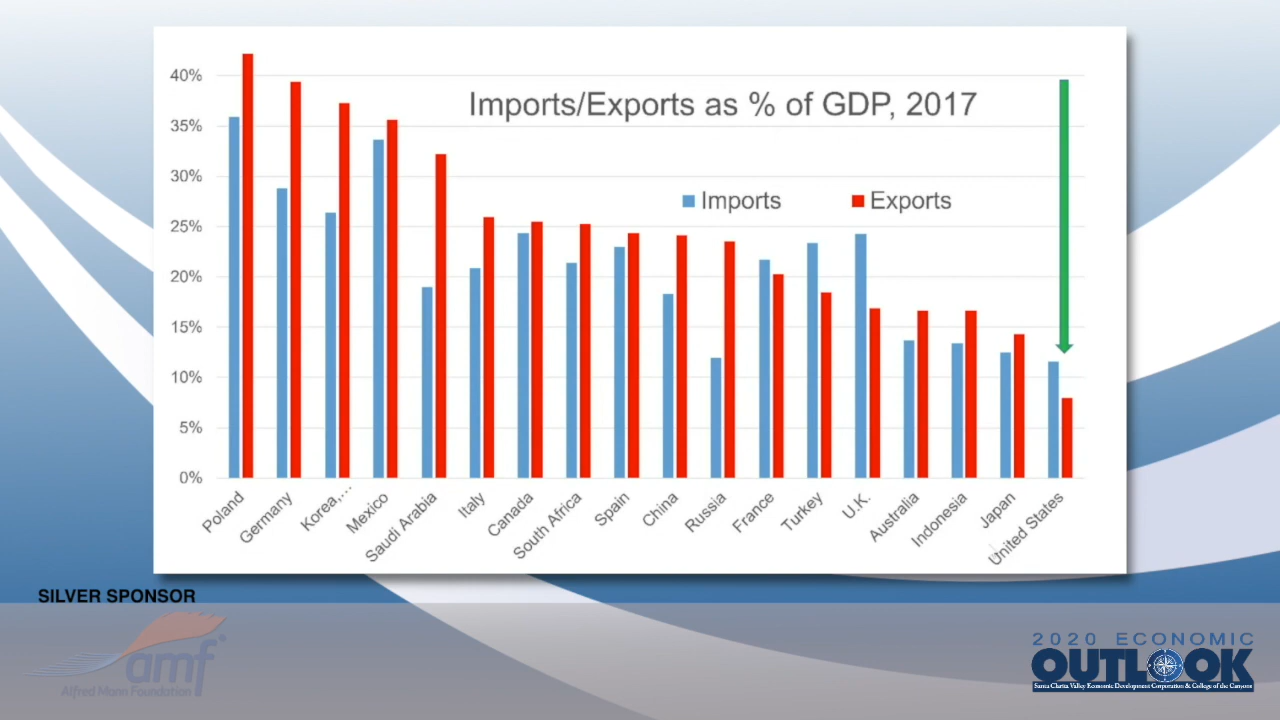 Imports/Exports as % of GDP, 2017
Imports
Exports
40%
35%
30%
25%
20%
15%
10%
5%
0%
Poland
Germany
Korea,...
Mexico
Saudi Arabia
Italy
Canada
South Africa
Spain
China
Russia
France
Turkey
U.K.
Australia
Indonesia
Japan
United States
SILVER SPONSOR
amf®
Alfred Mann Foundation
2020 ECONOMIC
OUTLOOK
Santa Clarita Valley Economic Development Corporation & College of the Canyons